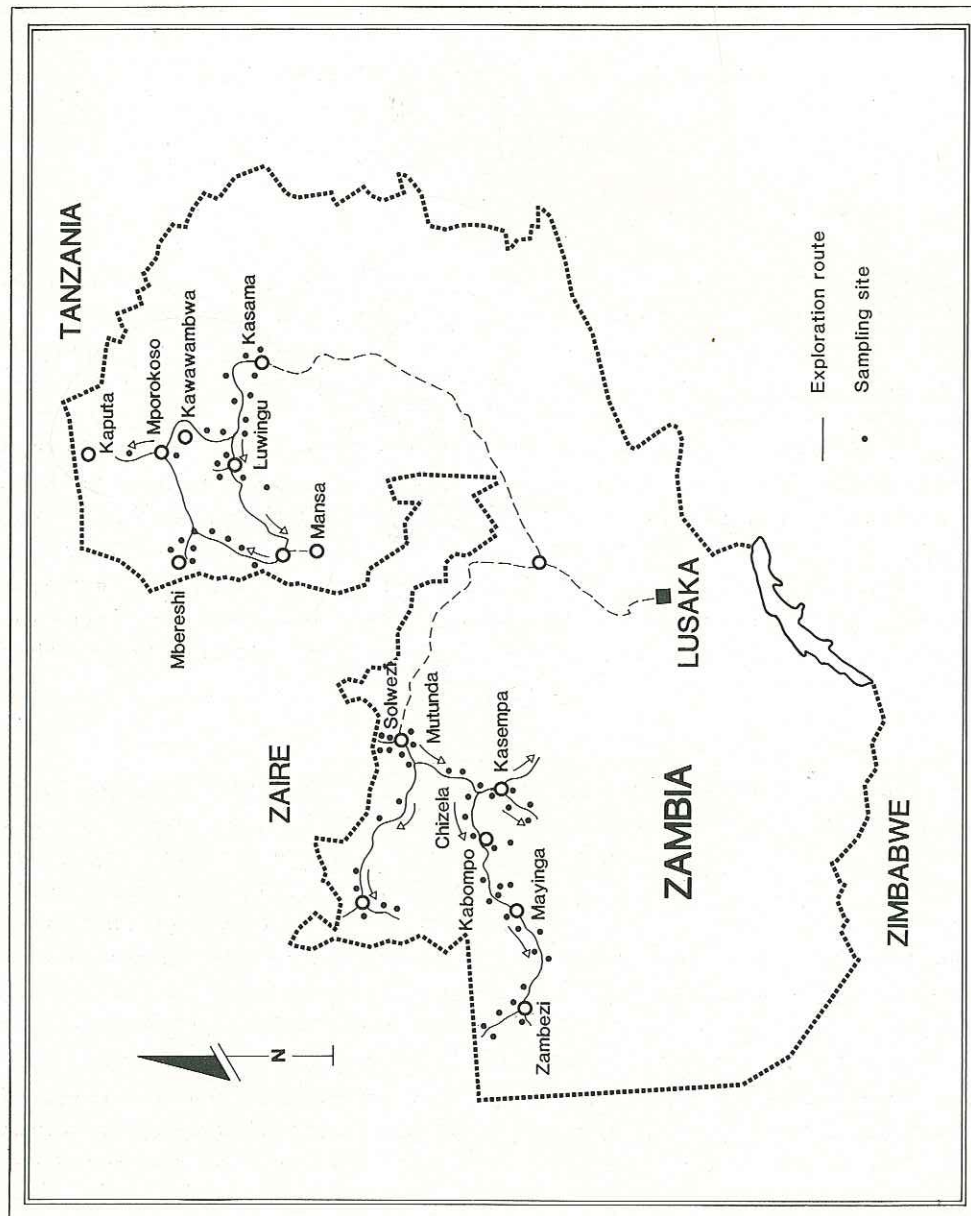 TANZANIA
Kaputa
Mporokoso
Kawawambwa
Kasama
Luwingu
Mbereshi
Mansa
ZAIRE
Solwezi
Mutunda
Chizela
Kasempa
Kabompo
Mayinga
Zambezi
LUSAKA
ZAMBIA
ZIMBABWE
N
Exploration route
Sampling site